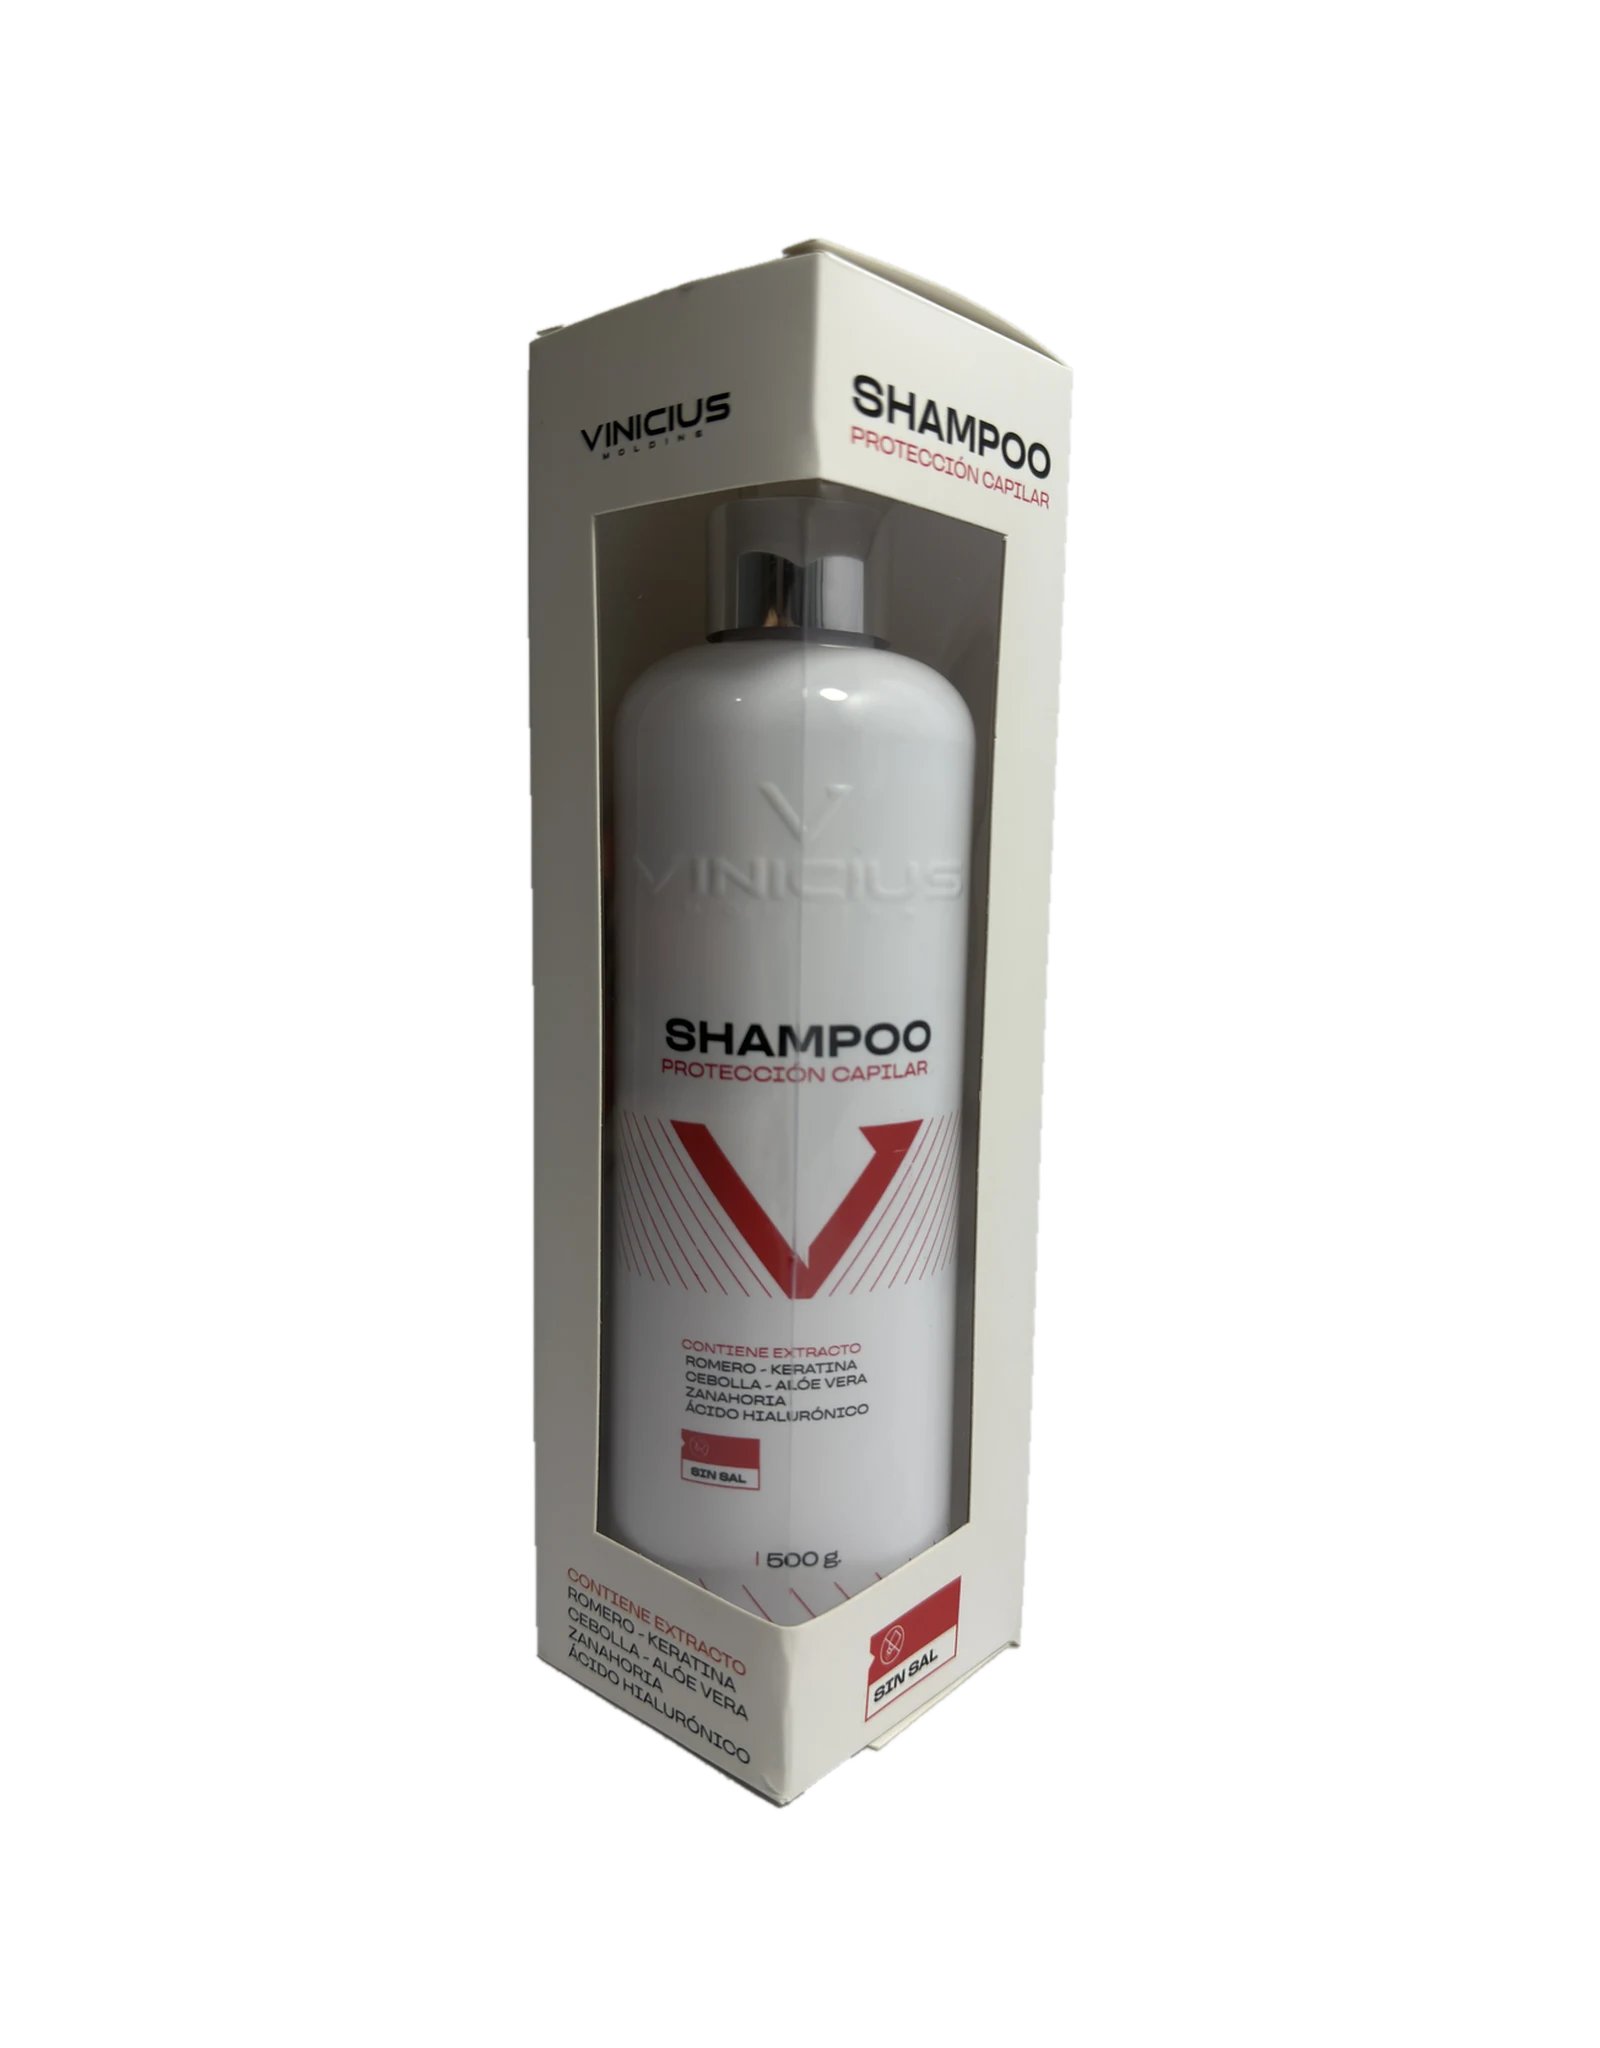 VINICIUS
MOLDINE
SHAMPOO
PROTECCIÓN CAPILAR
V
VINICIUS
SHAMPOO
PROTECCIÓN CAPILAR
V
CONTIENE EXTRACTO
ROMERO - KERATINA
CEBOLLA - ALÓE VERA
ZANAHORIA
ÁCIDO HIALURÓNICO
SIN SAL
500 g.
CONTIENE EXTRACTO
ROMERO - KERATINA
CEBOLLA - ALÓE VERA
ZANAHORIA
ÁCIDO HIALURÓNICO
SIN SAL